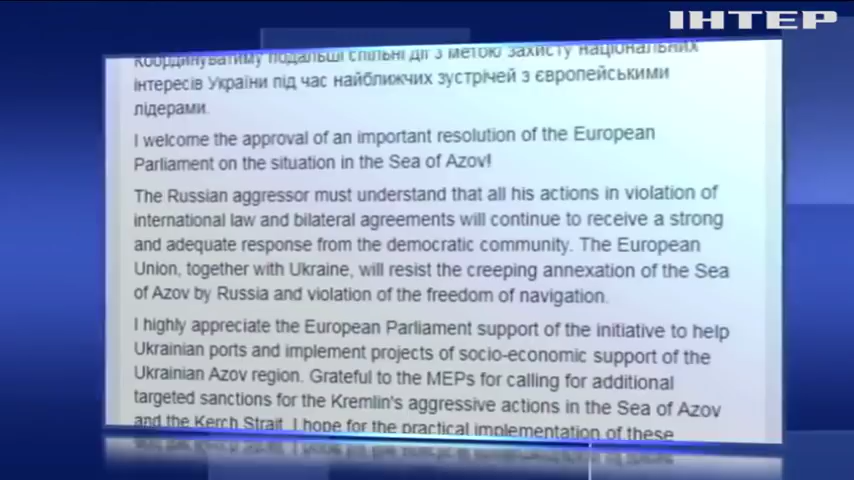 ІНТЕР
координуватиму подальші спільні дії з метою захисту національних
інтересів України під час найближчих зустрічей з європейськими
лідерами.
I welcome the approval of an important resolution of the European
Parliament on the situation in the Sea of Azov!
The Russian aggressor must understand that all his actions in violation of
international law and bilateral agreements will continue to receive a strong
and adequate response from the democratic community. The European
Union, together with Ukraine, will resist the creeping annexation of the Sea
of Azov by Russia and violation of the freedom of navigation.
I highly appreciate the European Parliament support of the initiative to help
Ukrainian ports and implement projects of socio-economic support of the
Ukrainian Azov region. Grateful to the MEPs for calling for additional
targeted sanctions for the Kremlin's aggressive actions in the Sea of Azov
and the Kerch Strait. I hope for the practical implementation of these